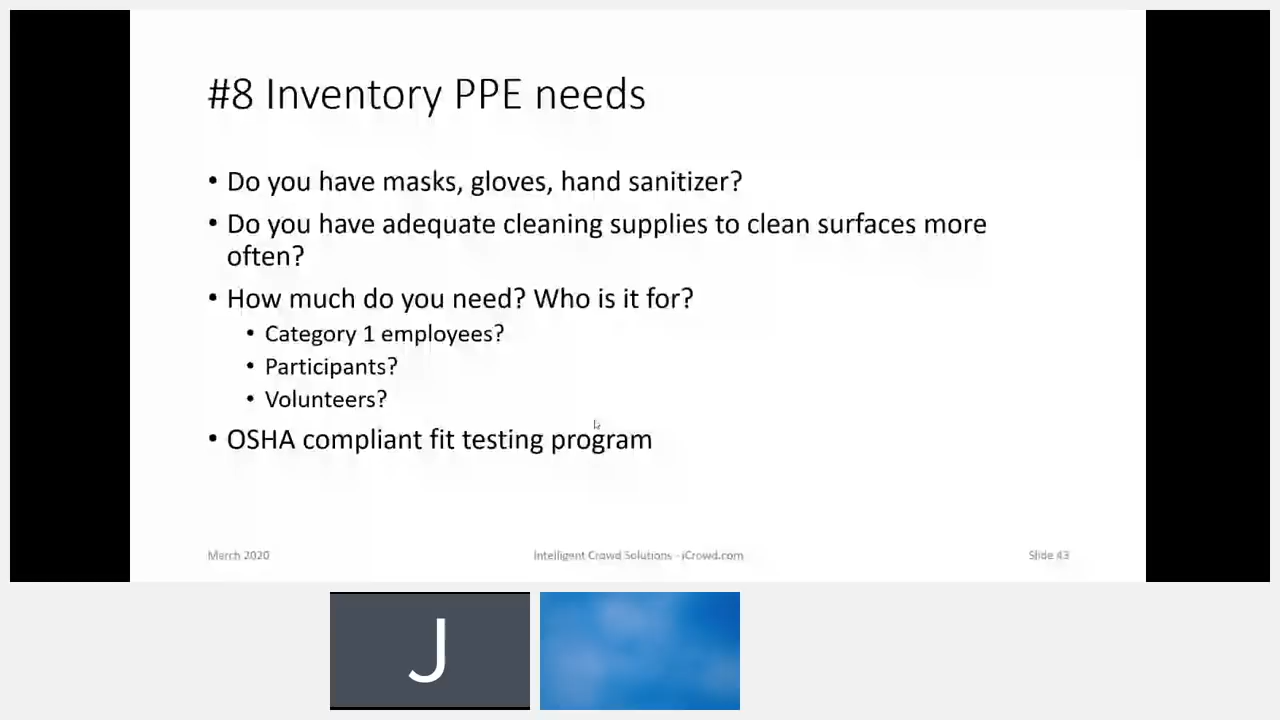 #8 Inventory PPE needs
• Do you have masks, gloves, hand sanitizer?
• Do you have adequate cleaning supplies to clean surfaces more
often?
• How much do you need? Who is it for?
• Category 1 employees?
• Participants?
• Volunteers?
• OSHA compliant fit testing program
March 2020
Intelligent Crowd Solutions - iCrowd.com
Slide 43
J